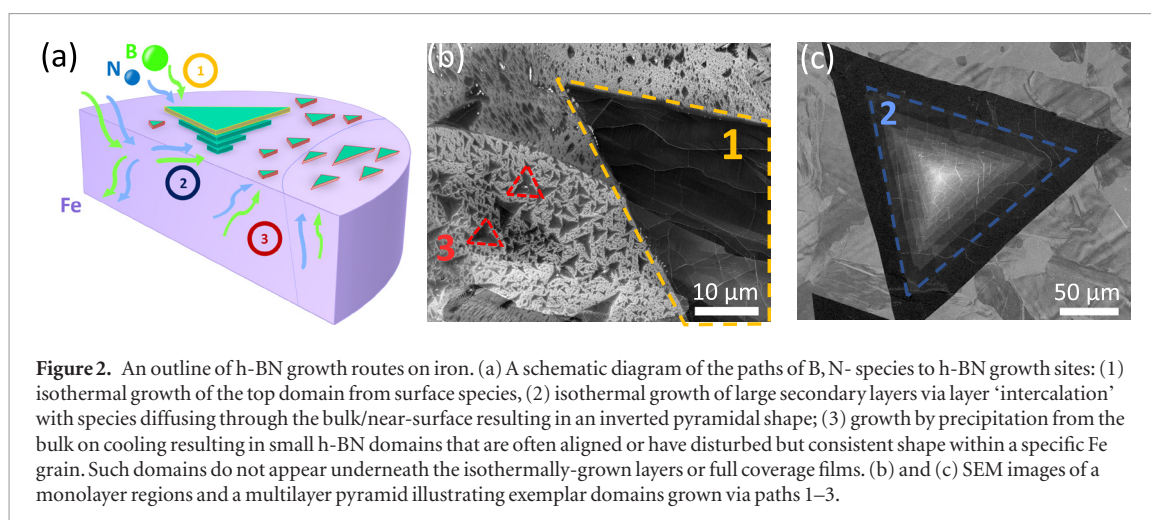 (a)
B
N
1
2
3
Fe
(b)
1
3
10 μm
(c)
2
50 μm
Figure 2. An outline of h-BN growth routes on iron. (a) A schematic diagram of the paths of B, N- species to h-BN growth sites: (1)
isothermal growth of the top domain from surface species, (2) isothermal growth of large secondary layers via layer ‘intercalation’
with species diffusing through the bulk/near-surface resulting in an inverted pyramidal shape; (3) growth by precipitation from the
bulk on cooling resulting in small h-BN domains that are often aligned or have disturbed but consistent shape within a specific Fe
grain. Such domains do not appear underneath the isothermally-grown layers or full coverage films. (b) and (c) SEM images of a
monolayer regions and a multilayer pyramid illustrating exemplar domains grown via paths 1–3.